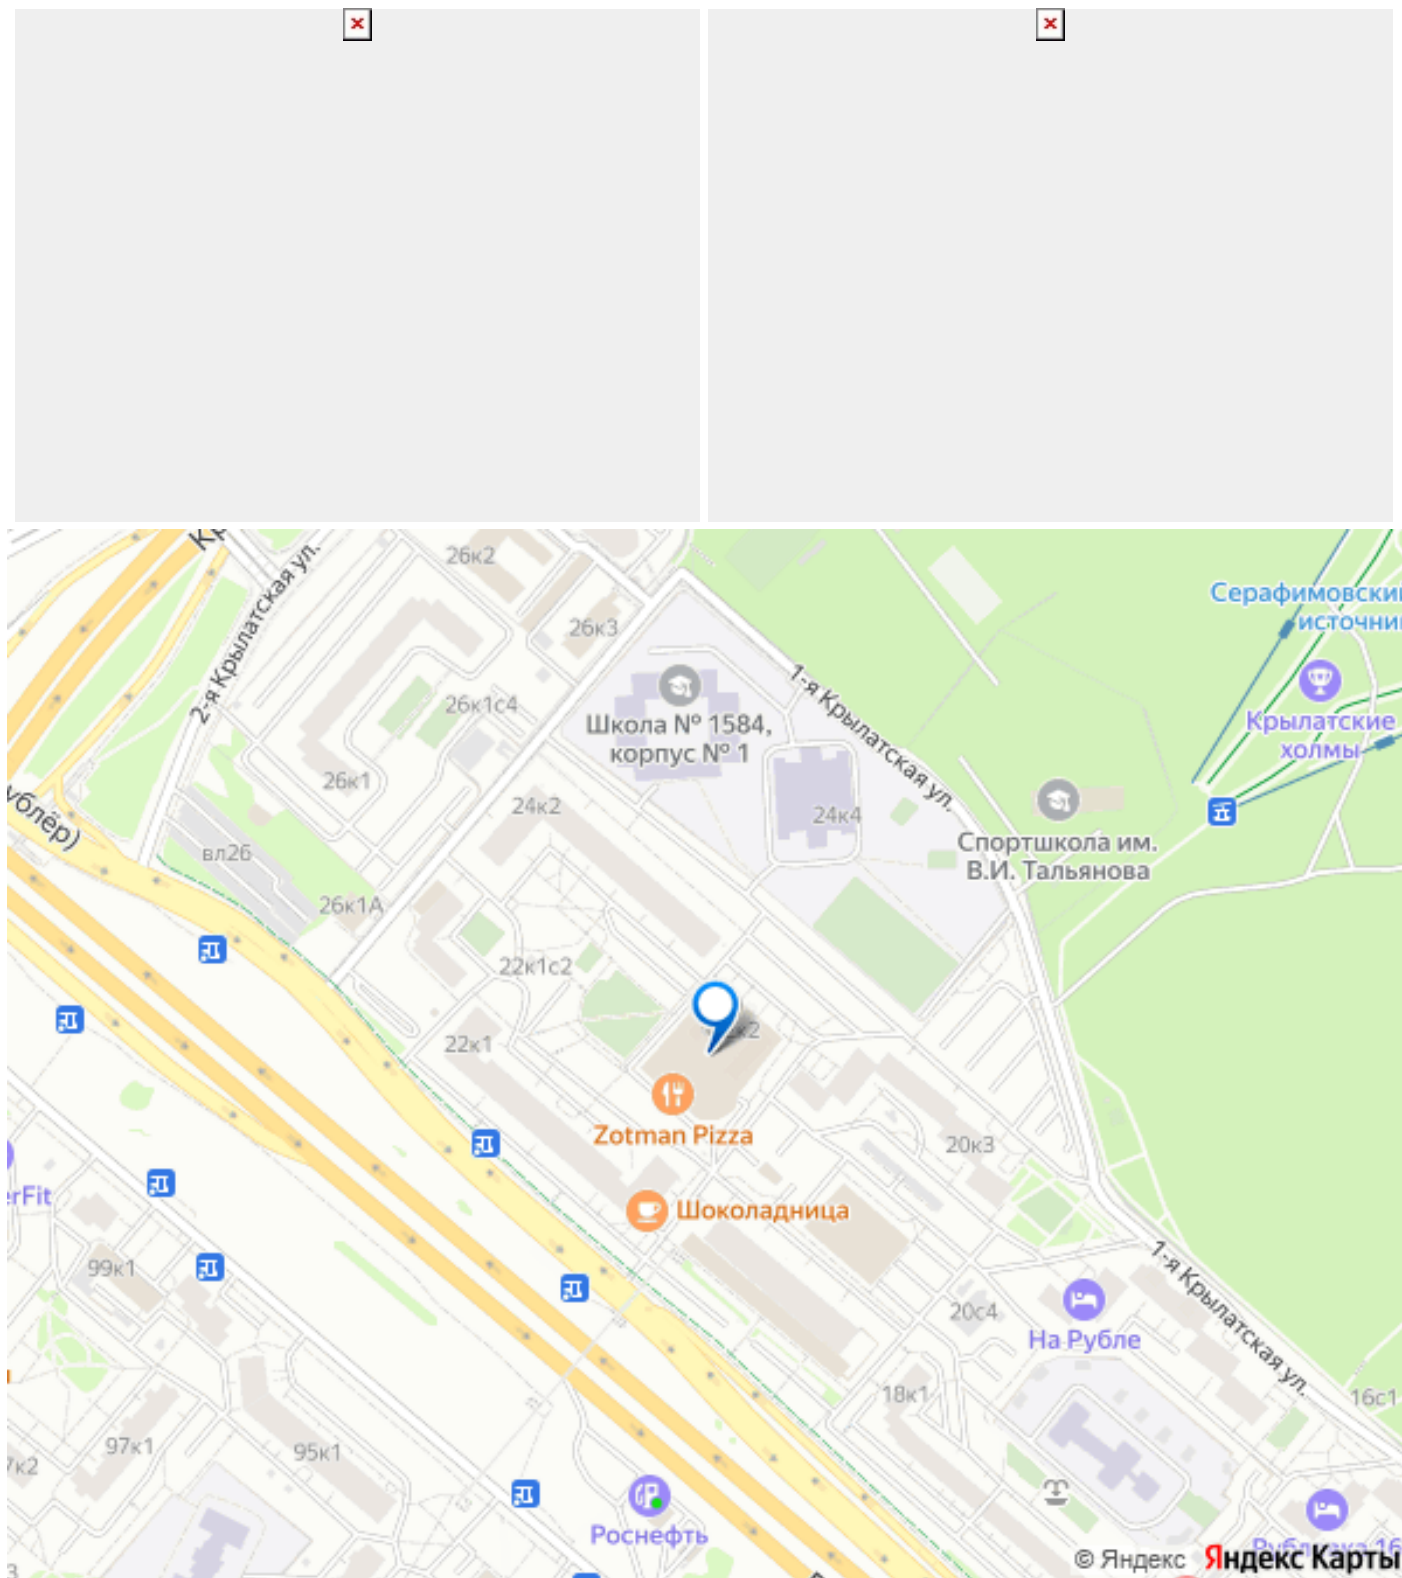 26к2
2-я Крылатская ул.
26к3
Серафимовский
источник
1-я Крылатская ул.
26к1с4
Школа № 1584,
корпус № 1
Крылатские
холмы
26к1
24к2
24к4
Спортшкола им.
В.И. Тальянова
вл26
26к1А
22к1с2
22к1
Zotman Pizza
20к3
Шоколадница
99к1
1-я Крылатская ул.
20с4
На Рубле
18к1
16с1
97к1
95к1
Роснефть
© Яндекс Яндекс Карты